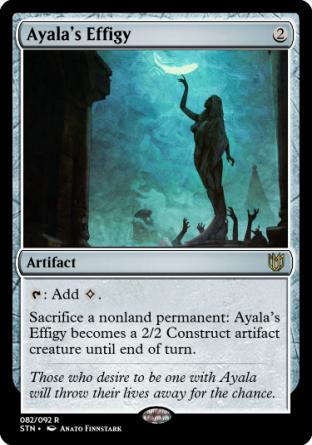 Ayala's Effigy 2
Artifact
: Add .
Sacrifice a nonland permanent: Ayala's
Effigy becomes a 2/2 Construct artifact
creature until end of turn.
Those who desire to be one with Ayala
will throw their lives away for the chance.
082/092 R
STN • Anato Finnstark